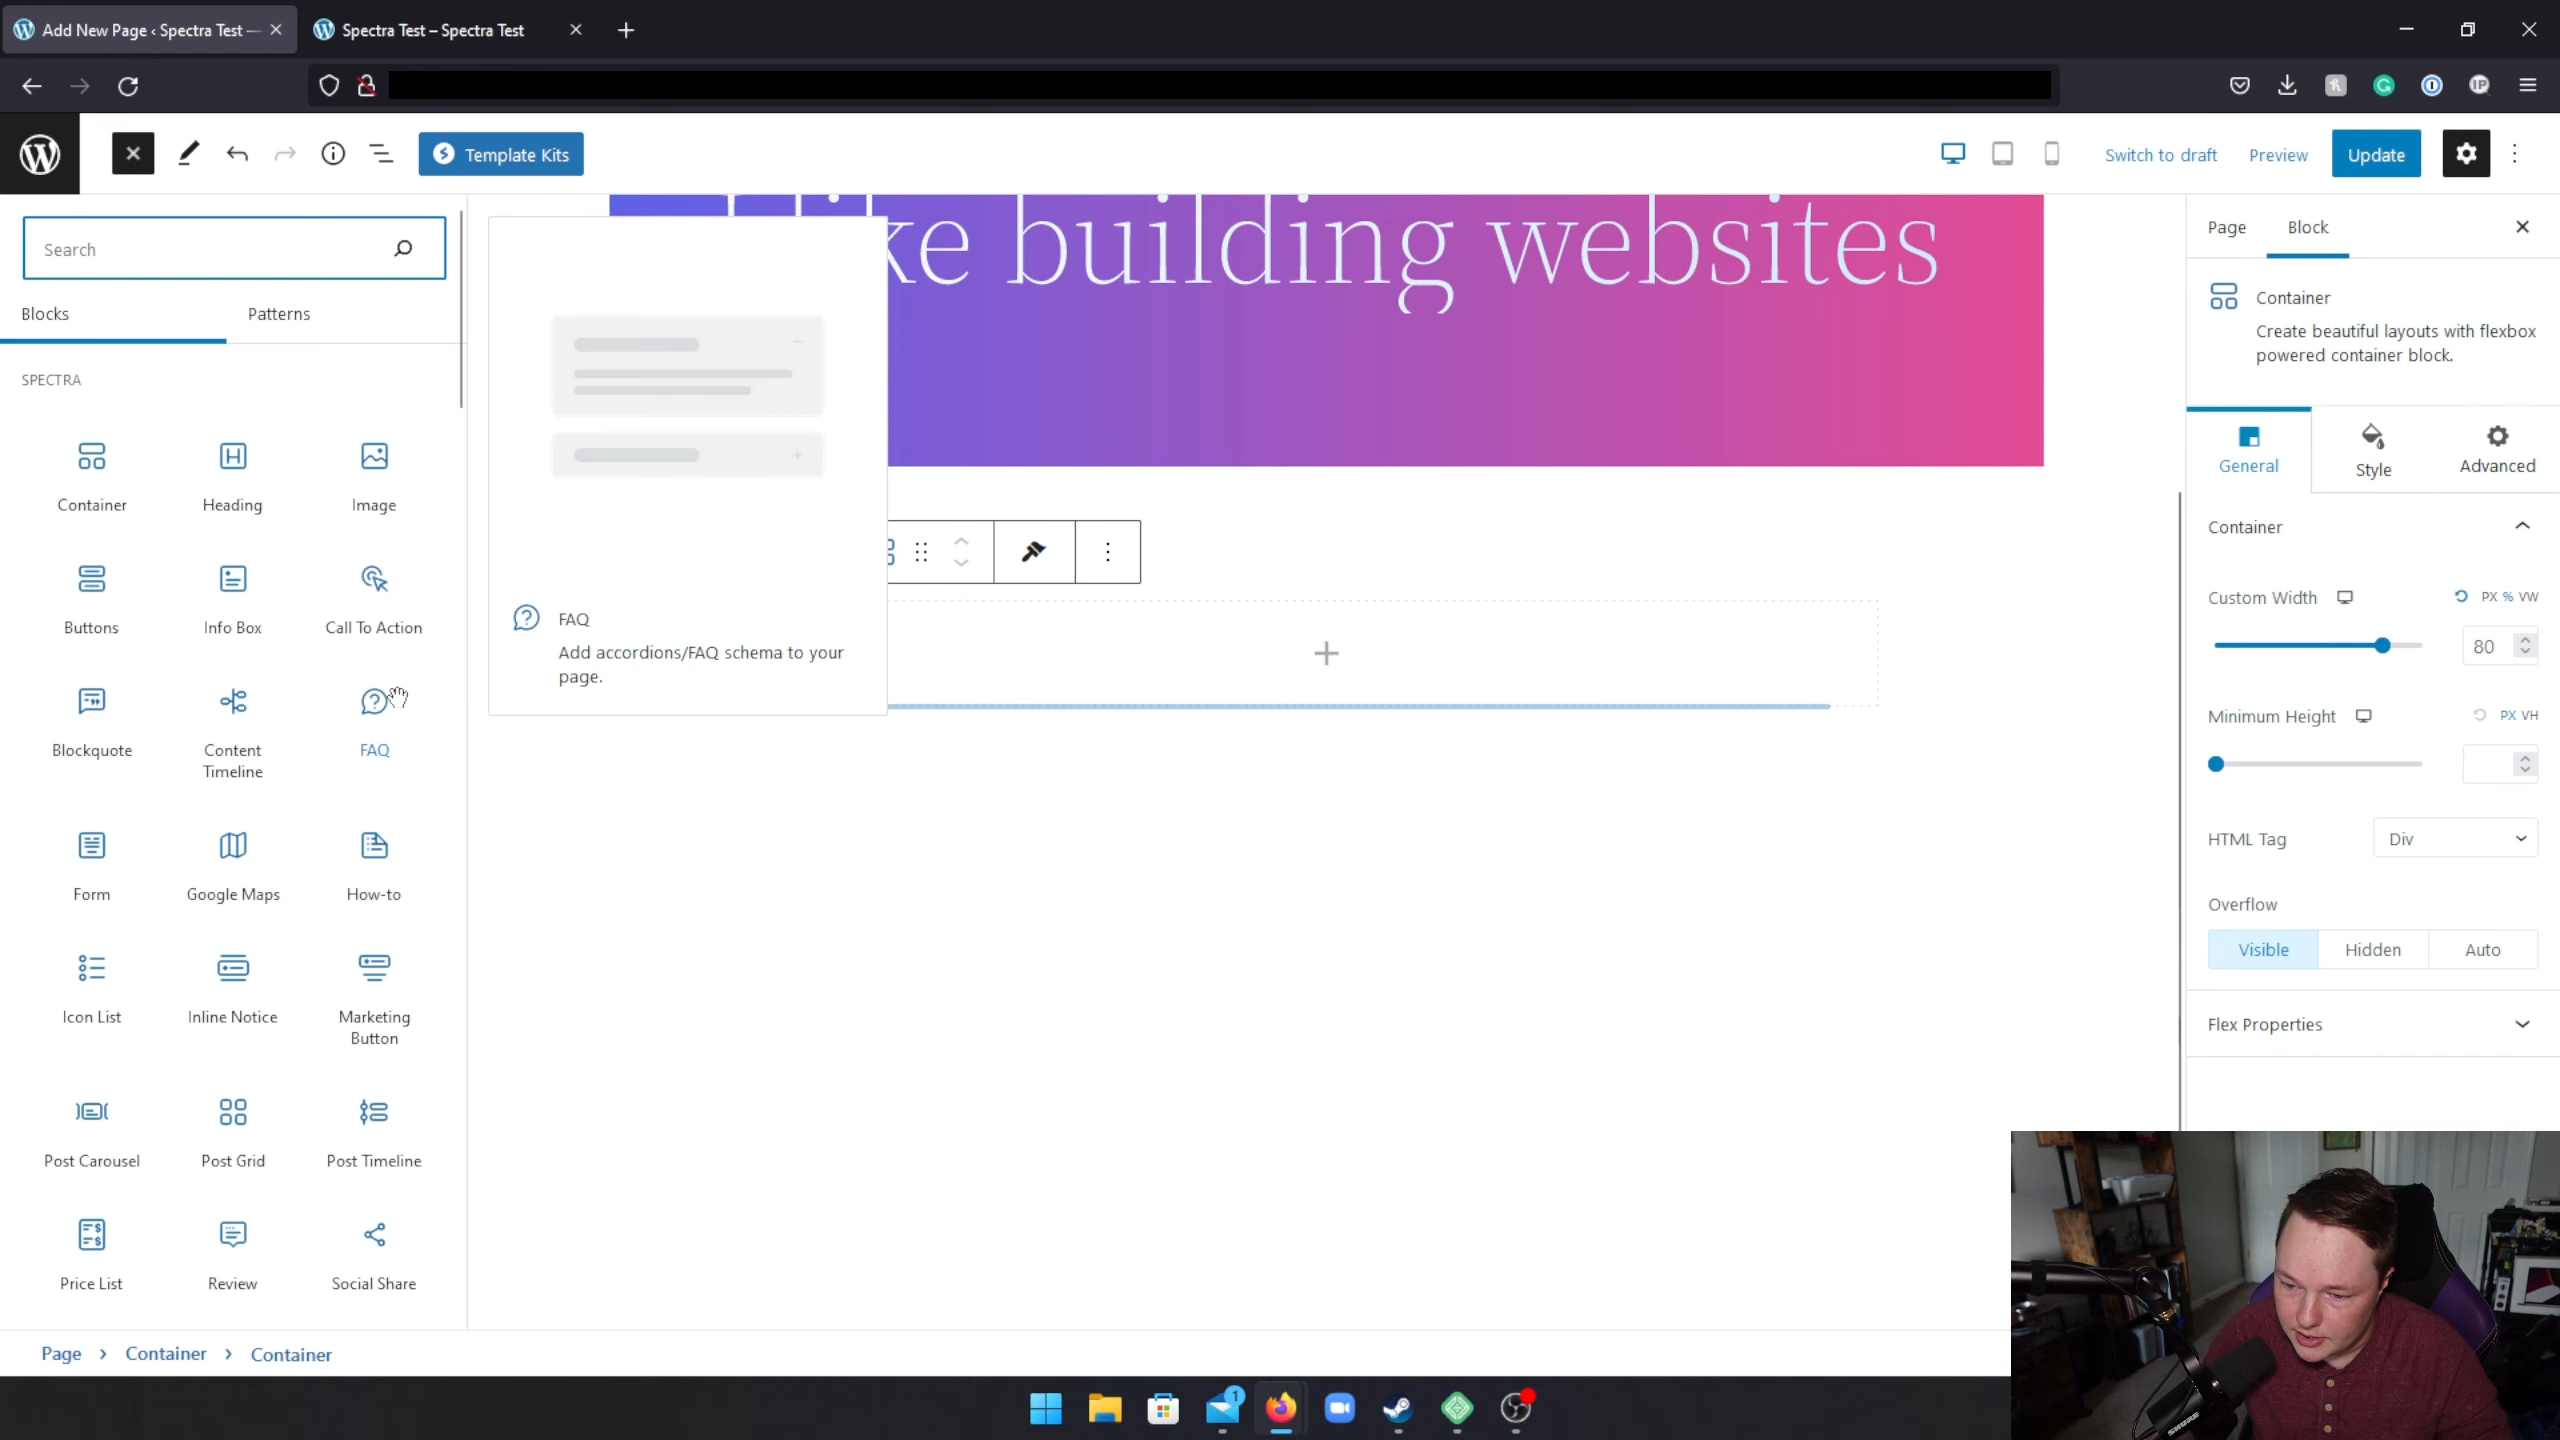 Add New Page ‹ Spectra Test —
Spectra Test – Spectra Test
Template Kits
Switch to draft
Preview
Update
Search
Blocks
Patterns
SPECTRA
Container
Heading
Image
Buttons
Info Box
Call To Action
Blockquote
Content
Timeline
FAQ
Form
Google Maps
How-to
Icon List
Inline Notice
Marketing
Button
Post Carousel
Post Grid
Post Timeline
Price List
Review
Social Share
FAQ
Add accordions/FAQ schema to your
page.
building websites
Page
Block
Container
Create beautiful layouts with flexbox
powered container block.
General
Style
Advanced
Container
Custom Width
PX % VW
80
Minimum Height
PX VH
HTML Tag
Div
Overflow
Visible
Hidden
Auto
Flex Properties
Page › Container › Container
1